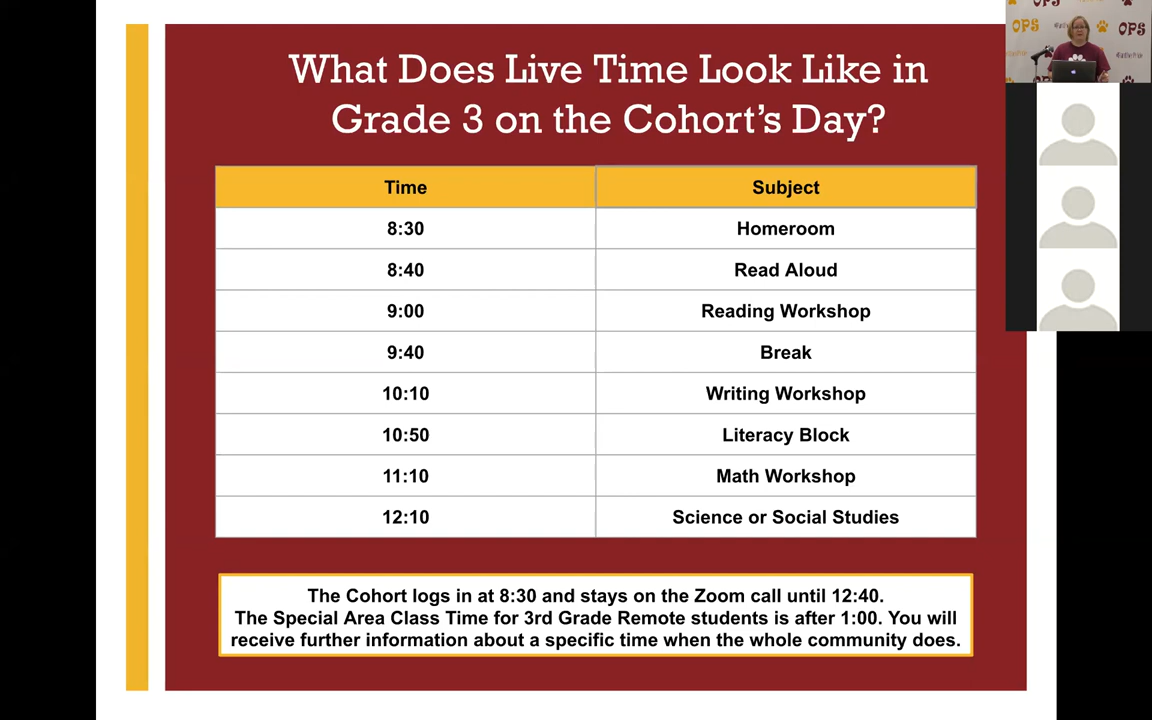 What Does Live Time Look Like in
Grade 3 on the Cohort's Day?
Time Subject
8:30 Homeroom
8:40 Read Aloud
9:00 Reading Workshop
9:40 Break
10:10 Writing Workshop
10:50 Literacy Block
11:10 Math Workshop
12:10 Science or Social Studies
The Cohort logs in at 8:30 and stays on the Zoom call until 12:40.
The Special Area Class Time for 3rd Grade Remote students is after 1:00. You will
receive further information about a specific time when the whole community does.
OPS
OPS
OPS